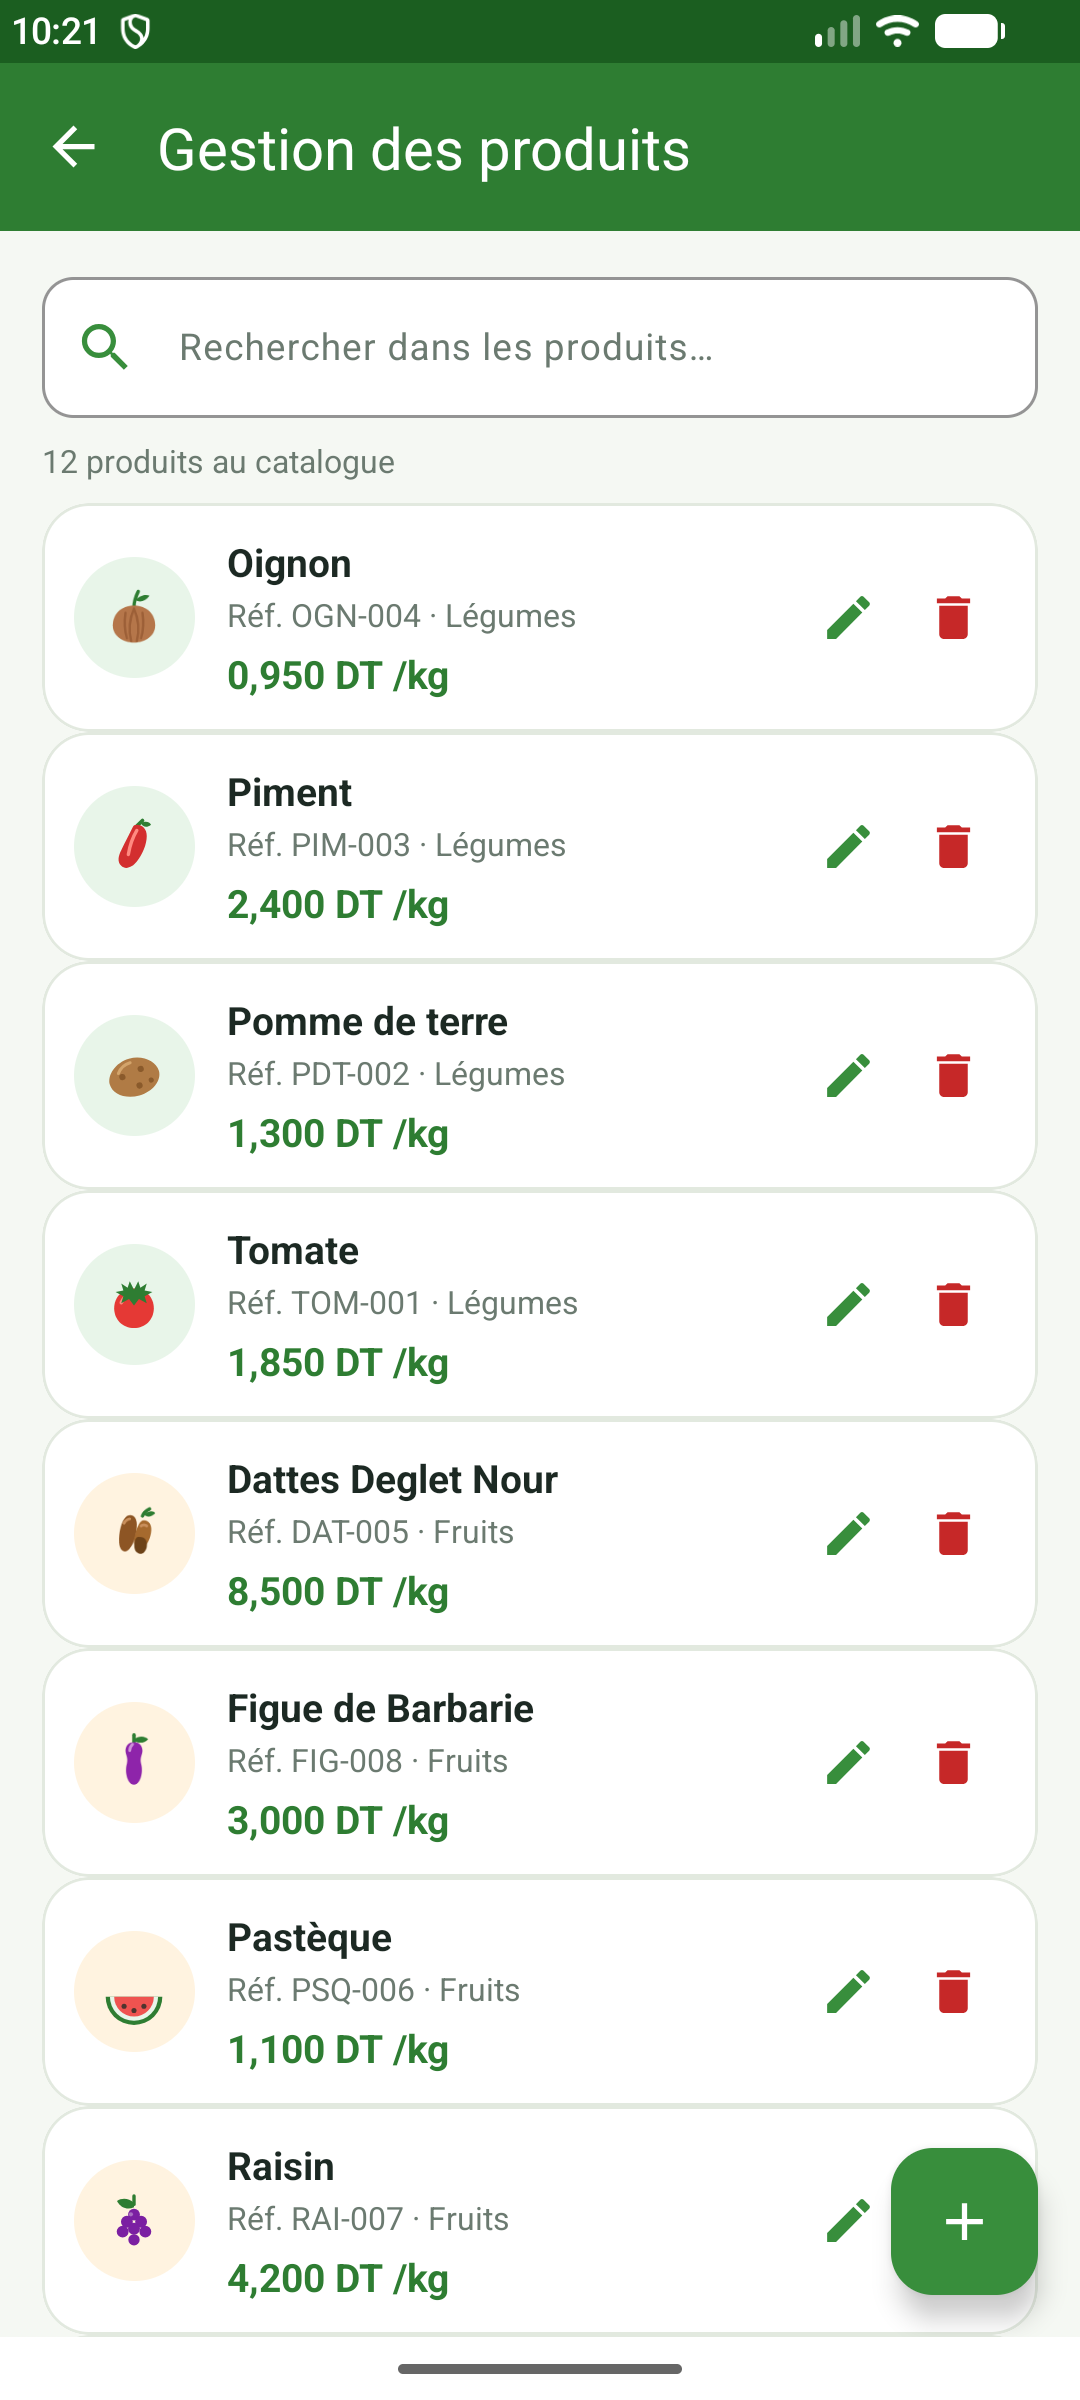 10:21
Gestion des produits
Rechercher dans les produits…
12 produits au catalogue
Oignon
Réf. OGN-004 · Légumes
0,950 DT /kg
Piment
Réf. PIM-003 · Légumes
2,400 DT /kg
Pomme de terre
Réf. PDT-002 · Légumes
1,300 DT /kg
Tomate
Réf. TOM-001 · Légumes
1,850 DT /kg
Dattes Deglet Nour
Réf. DAT-005 · Fruits
8,500 DT /kg
Figue de Barbarie
Réf. FIG-008 · Fruits
3,000 DT /kg
Pastèque
Réf. PSQ-006 · Fruits
1,100 DT /kg
Raisin
Réf. RAI-007 · Fruits
4,200 DT /kg